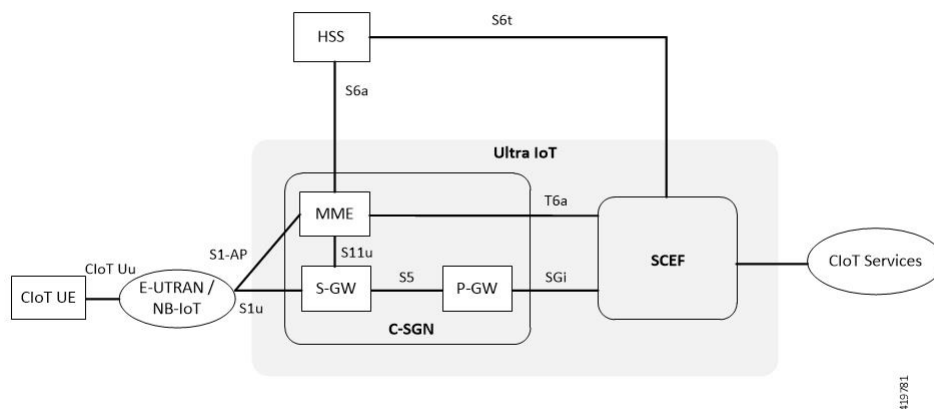 HSS
S6t
S6a
Ultra IoT
MME
T6a
S1-AP
S11u
SCEF
CIoT Services
CIoT Uu
CIoT UE
E-UTRAN /
NB-IoT
S1u
S-GW
S5
P-GW
SGi
C-SGN
419781